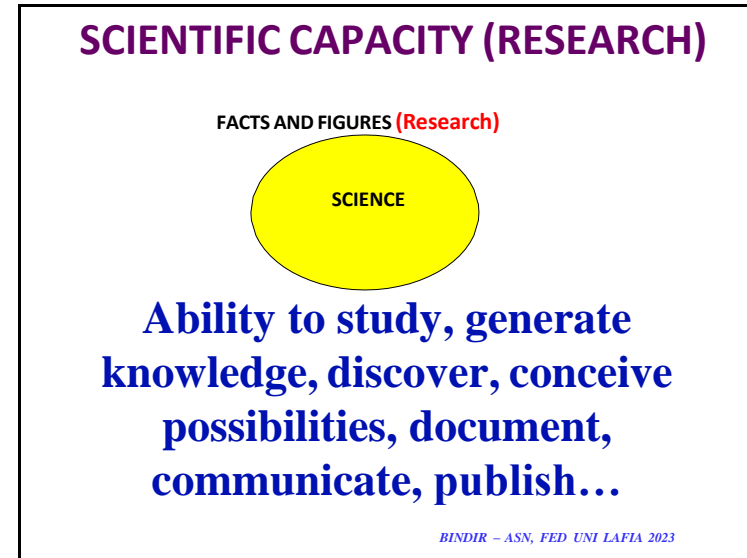 SCIENTIFIC CAPACITY (RESEARCH)
FACTS AND FIGURES (Research)
SCIENCE
Ability to study, generate
knowledge, discover, conceive
possibilities, document,
communicate, publish…
BINDIR – ASN, FED UNI LAFIA 2023